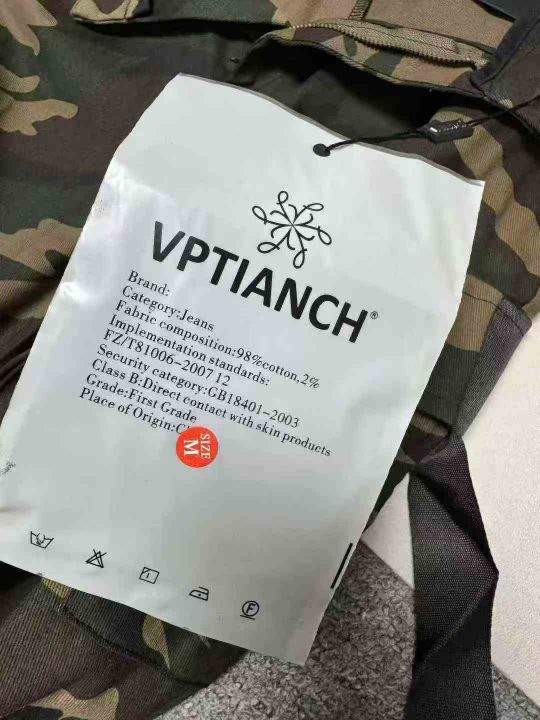 VPTIANCH®
Brand:
Category:Jeans
Fabric composition:98%cotton,2%
Implementation standards:
FZ/T81006-2007 12
Security category:GB18401-2003
Class B:Direct contact with skin products
Grade:First Grade
Place of Origin:C
SIZE
M
F